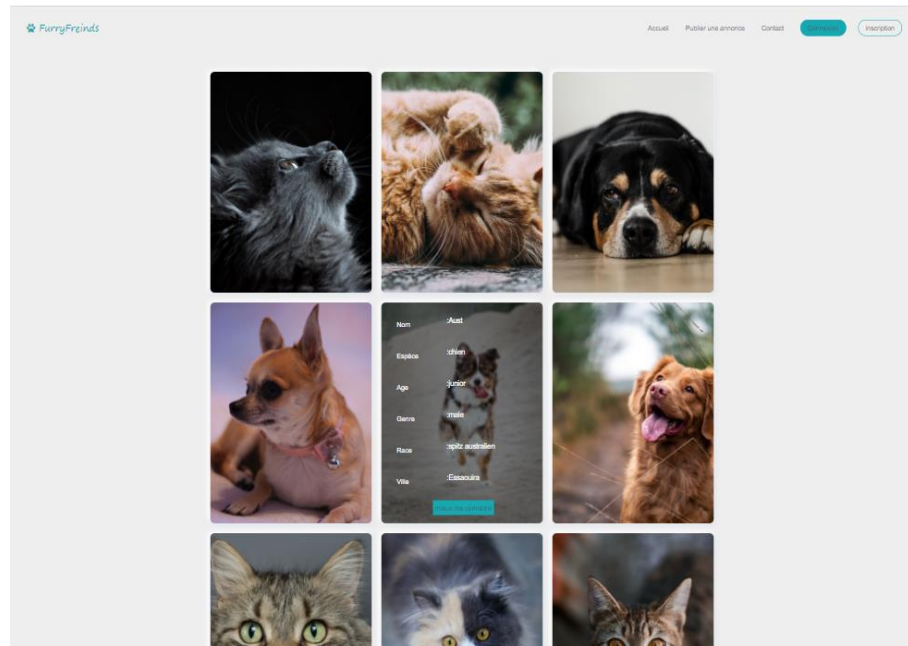 FurryFreinds
Accueil
Publier une annonce
Contact
Connexion
Inscription
Nom :Aust
Espèce :chien
Age :junior
Genre :male
Race :spitz australien
Ville :Essaouira